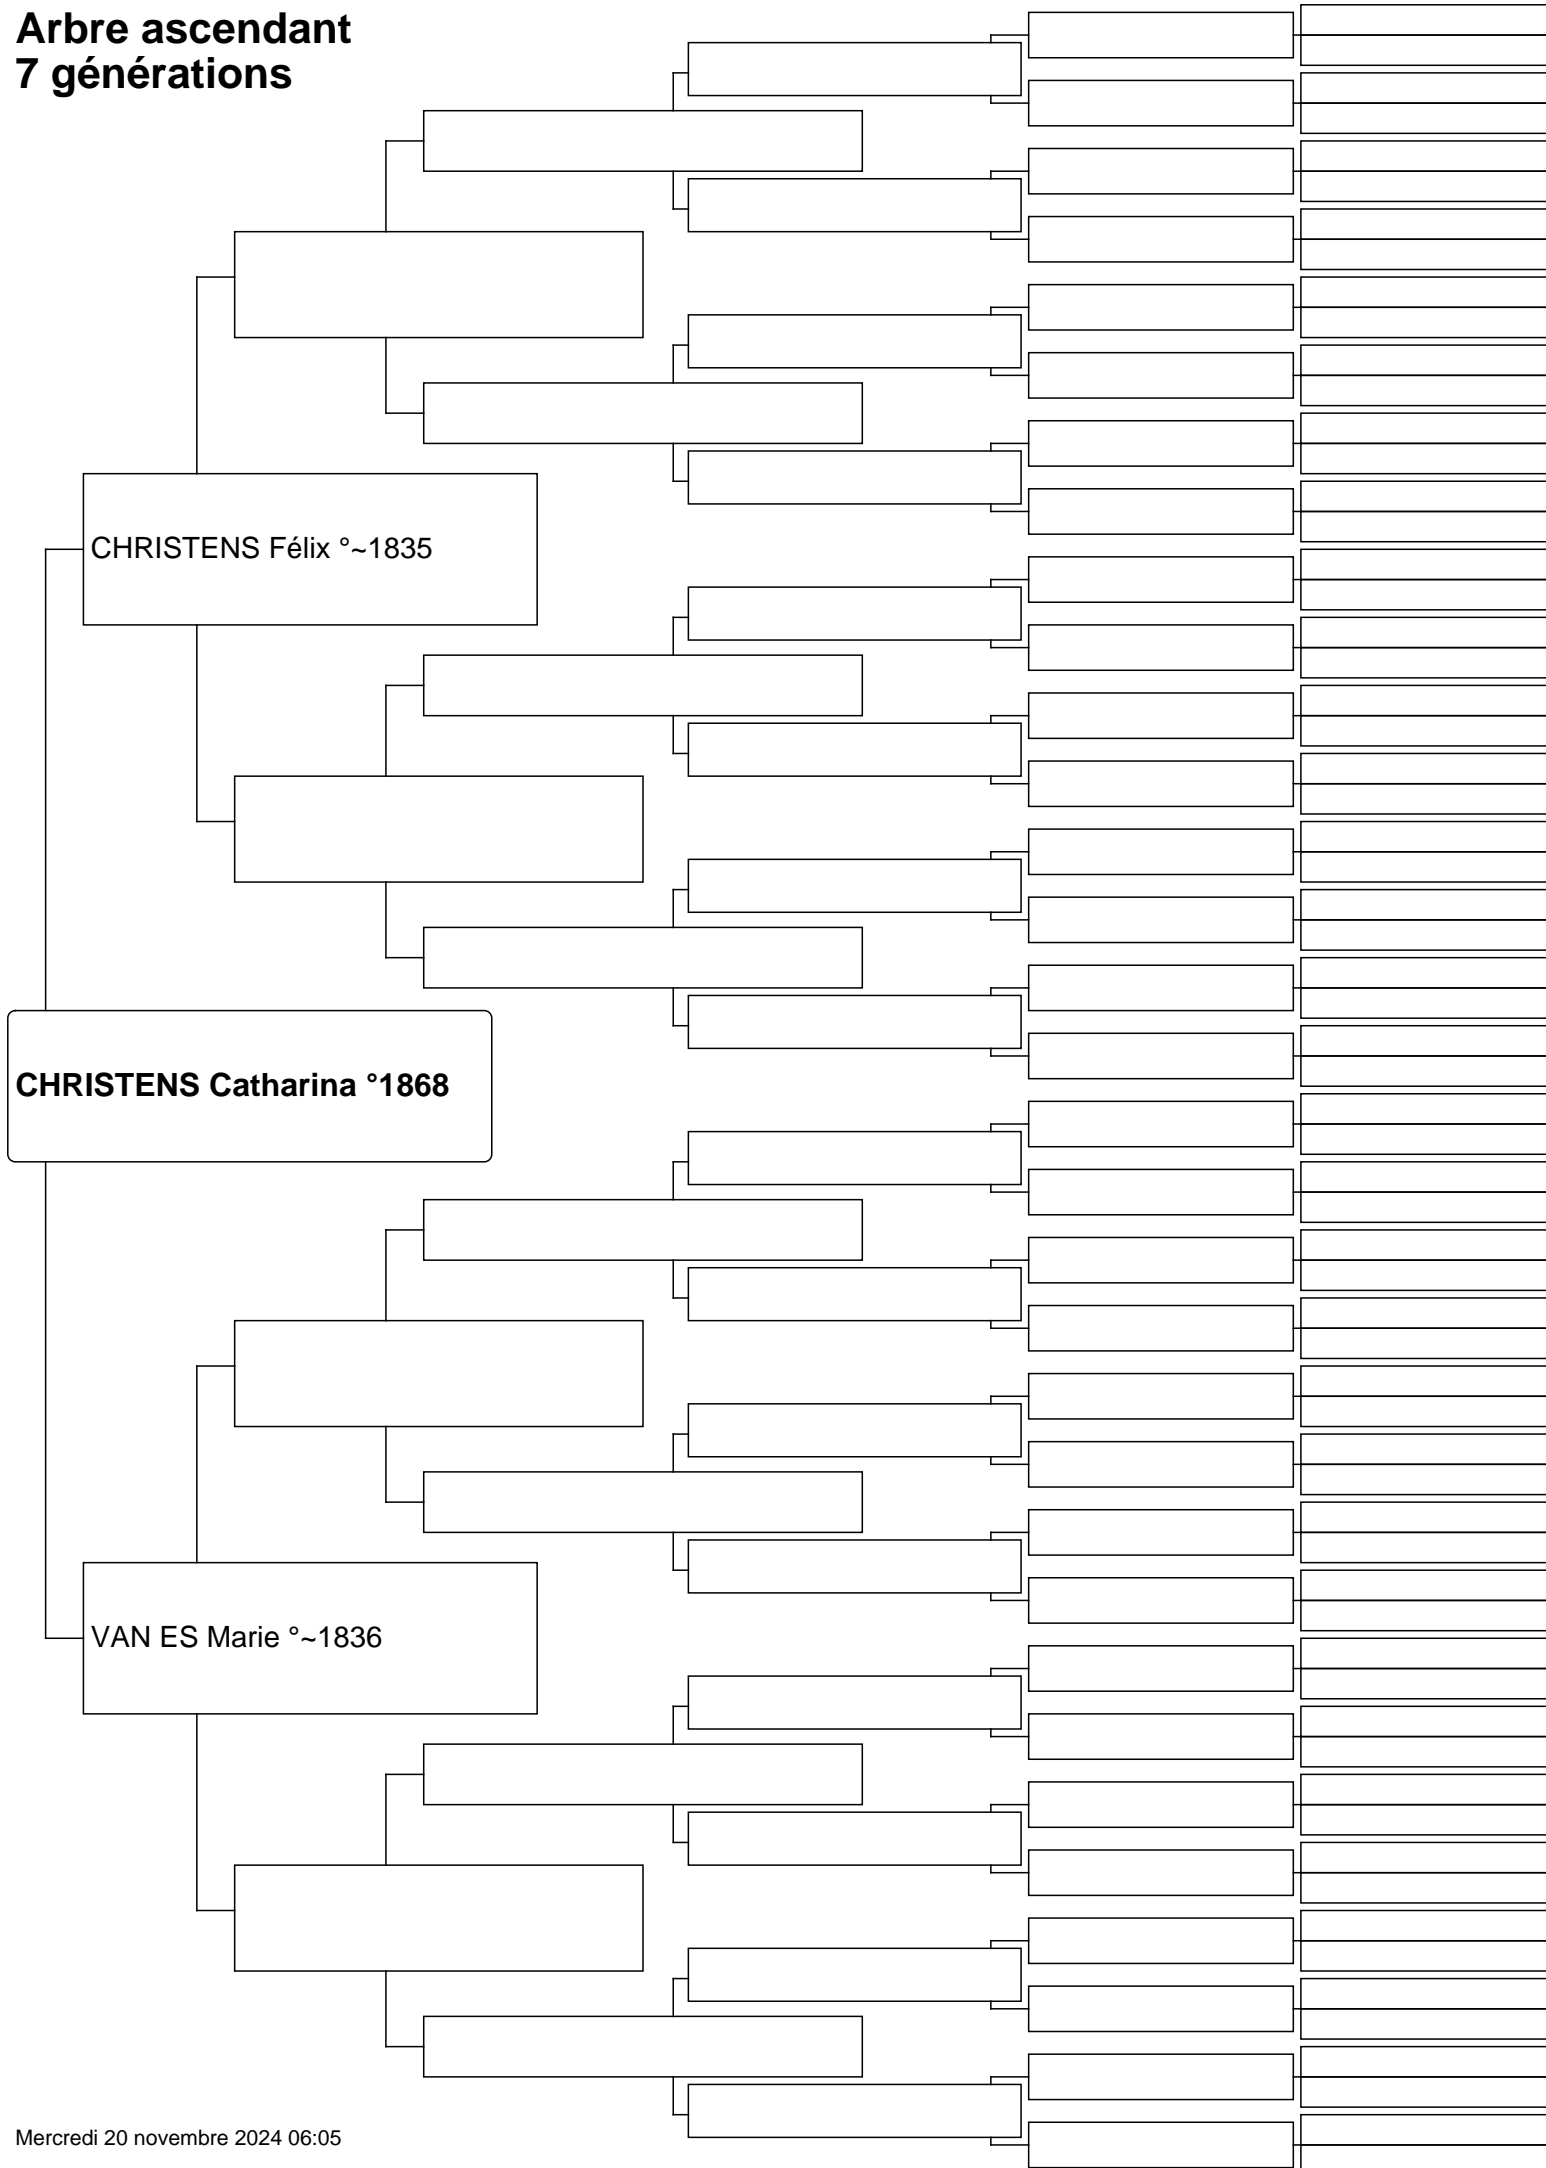 Arbre ascendant
7 générations
CHRISTENS Félix °~1835
CHRISTENS Catharina °1868
VAN ES Marie °~1836
Mercredi 20 novembre 2024 06:05